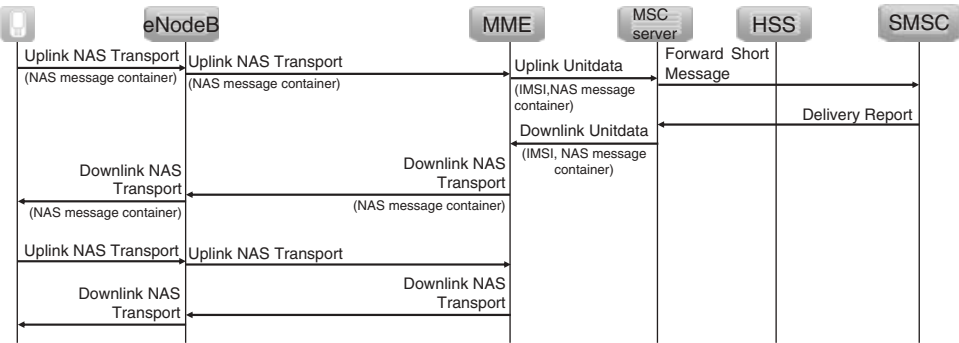 eNodeB
MME
MSC
server
HSS
SMSC
Uplink NAS Transport
(NAS message container)
Uplink NAS Transport
(NAS message container)
Uplink Unitdata
(IMSI,NAS message
container)
Forward Short
Message
Delivery Report
Downlink Unitdata
(IMSI, NAS message
container)
Downlink NAS
Transport
(NAS message container)
Downlink NAS
Transport
(NAS message container)
Uplink NAS Transport
Uplink NAS Transport
Downlink NAS
Transport
Downlink NAS
Transport